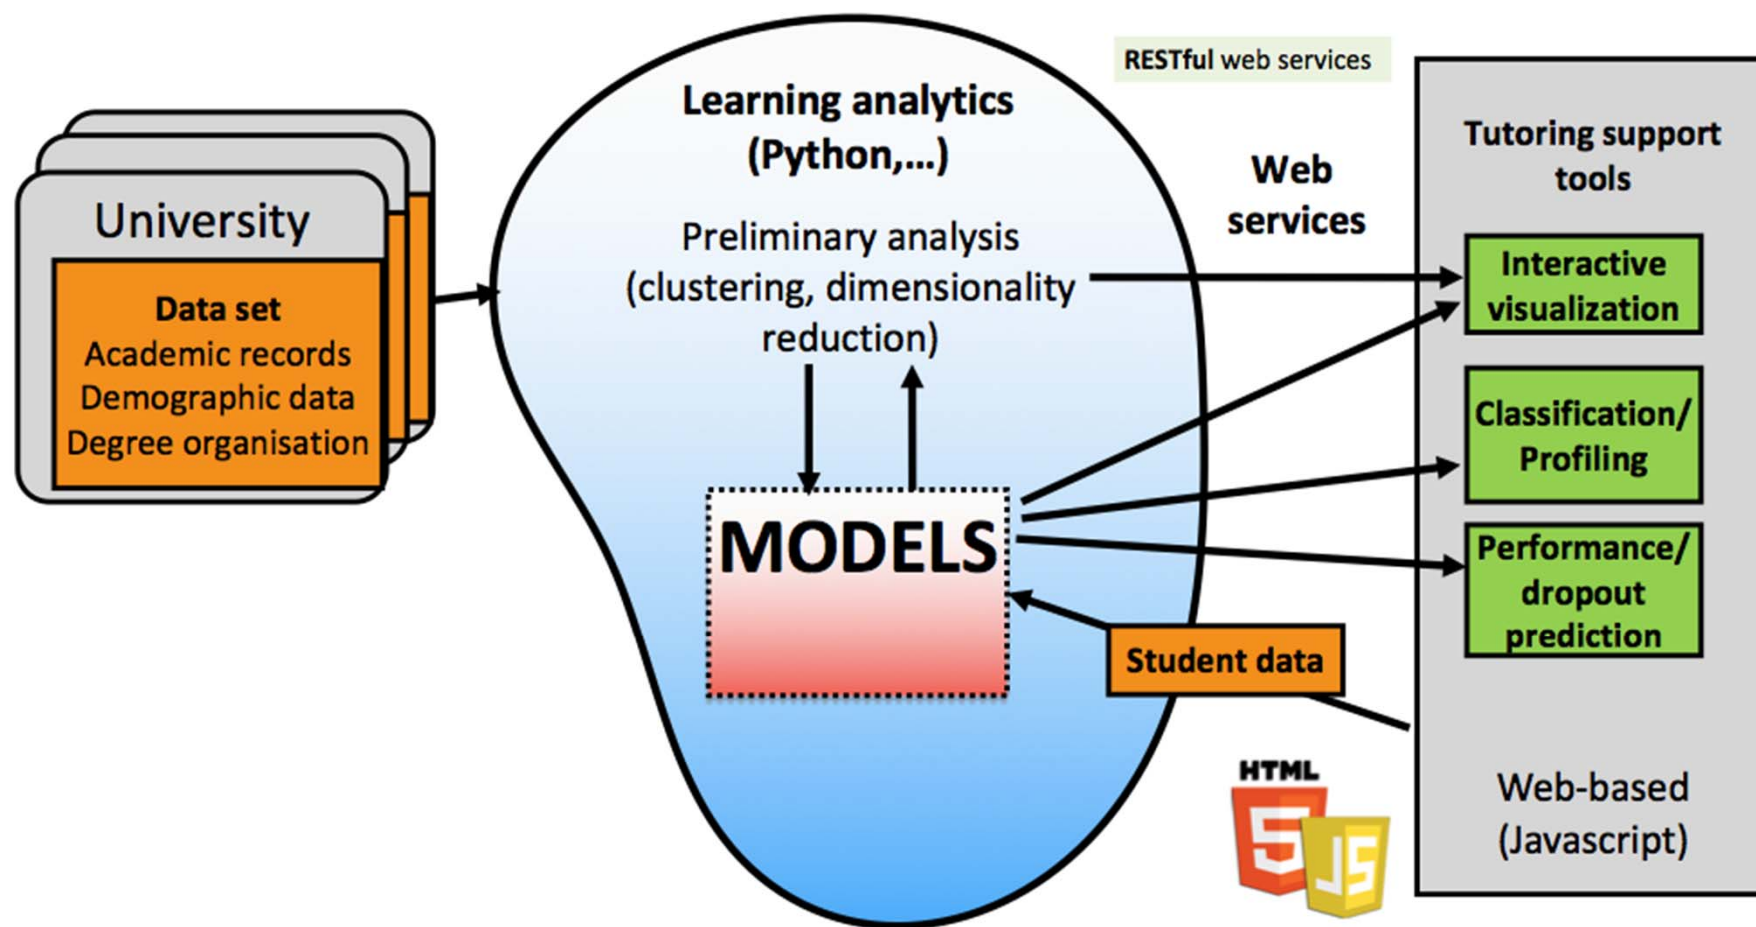 University
Data set
Academic records
Demographic data
Degree organisation
Learning analytics
(Python,...)
Preliminary analysis
(clustering, dimensionality
reduction)
MODELS
RESTful web services
Web
services
Student data
HTML
5
JS
Tutoring support
tools
Interactive
visualization
Classification/
Profiling
Performance/
dropout
prediction
Web-based
(Javascript)